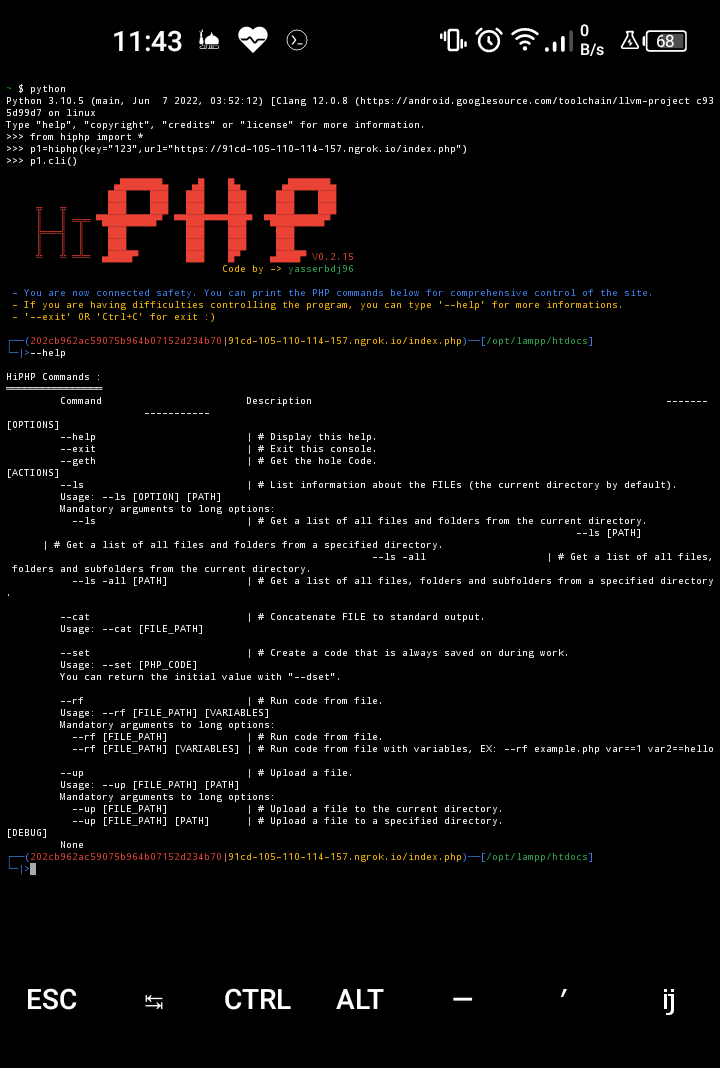 11:43
0
B/s
68
~ $ python
Python 3.10.5 (main, Jun  7 2022, 03:52:12) [Clang 12.0.8 (https://android.googlesource.com/toolchain/llvm-project c93
5d99d7 on linux
Type "help", "copyright", "credits" or "license" for more information.
>>> from hiphp import *
>>> p1=hiphp(key="123",url="https://91cd-105-110-114-157.ngrok.io/index.php")
>>> p1.cli()
HIPHP
V0.2.15
Code by -> yasserbdj96
- You are now connected safety. You can print the PHP commands below for comprehensive control of the site.
- If you are having difficulties controlling the program, you can type '--help' for more informations.
- '--exit' OR 'Ctrl+C' for exit :)
┌──(202cb962ac59075b964b07152d234b70|91cd-105-110-114-157.ngrok.io/index.php)──[/opt/lampp/htdocs]
└─|>--help
HiPHP Commands :
════════════════
Command                        Description                                                           -------
-----------
[OPTIONS]
--help                         | # Display this help.
--exit                         | # Exit this console.
--geth                         | # Get the hole Code.
[ACTIONS]
--ls                           | # List information about the FILEs (the current directory by default).
Usage: --ls [OPTION] [PATH]
Mandatory arguments to long options:
--ls                         | # Get a list of all files and folders from the current directory.
--ls [PATH]
| # Get a list of all files and folders from a specified directory.
--ls -all                    | # Get a list of all files,
folders and subfolders from the current directory.
--ls -all [PATH]             | # Get a list of all files, folders and subfolders from a specified directory
.
--cat                          | # Concatenate FILE to standard output.
Usage: --cat [FILE_PATH]
--set                          | # Create a code that is always saved on during work.
Usage: --set [PHP_CODE]
You can return the initial value with "--dset".
--rf                           | # Run code from file.
Usage: --rf [FILE_PATH] [VARIABLES]
Mandatory arguments to long options:
--rf [FILE_PATH]             | # Run code from file.
--rf [FILE_PATH] [VARIABLES] | # Run code from file with variables, EX: --rf example.php var==1 var2==hello
--up                           | # Upload a file.
Usage: --up [FILE_PATH] [PATH]
Mandatory arguments to long options:
--up [FILE_PATH]             | # Upload a file to the current directory.
--up [FILE_PATH] [PATH]      | # Upload a file to a specified directory.
[DEBUG]
None
┌──(202cb962ac59075b964b07152d234b70|91cd-105-110-114-157.ngrok.io/index.php)──[/opt/lampp/htdocs]
└─|>
ESC ↹ CTRL ALT – ′ ij